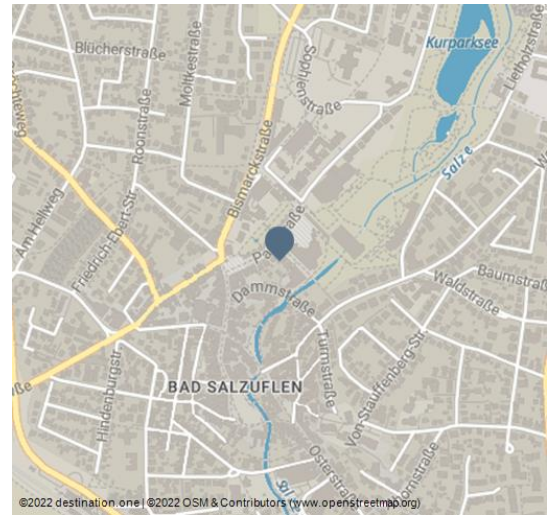 Kurparksee
Blücherstraße
Moltkestraße
Sophienstraße
Lietholzstraße
Roonstraße
Bismarckstraße
Salze
Am Hellweg
Friedrich-Ebert-Str.
Dammstraße
Waldstraße
Baumstraße
Turmstraße
Von-Stauffenberg-Str.
BAD SALZUFLEN
Hindenburgstr.
Osterstraße
©2022 destination one | ©2022 OSM & Contributors (www.openstreetmap.org)